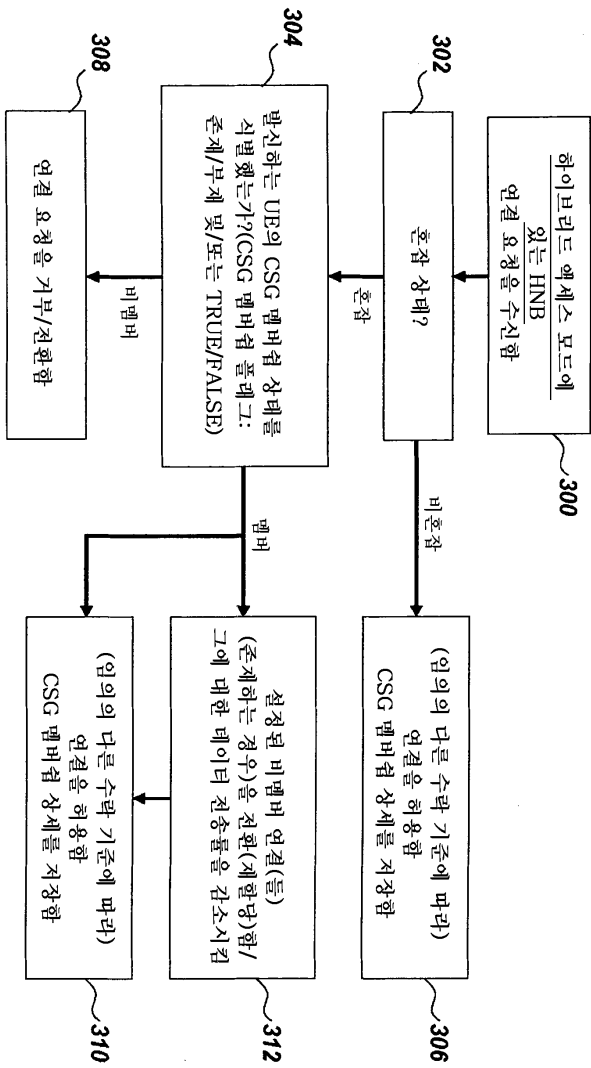 하이브리드 액세스 모드에
있는 HNB
연결 요청을 수신함
300
302
혼잡 상태?
비혼잡
(임의의 다른 수락 기준에 따라)
연결을 허용함
CSG 멤버쉽 상세를 저장함
306
혼잡
304
발신하는 UE의 CSG 멤버쉽 상태를
식별했는가?(CSG 멤버쉽 플래그:
존재/부재 및/또는 TRUE/FALSE)
멤버
설정된 비멤버 연결(들)
(존재하는 경우)을 전환(재할당)함/
그에 대한 데이터 전송률을 감소시킴
312
비멤버
308
연결 요청을 거부/전환함
(임의의 다른 수락 기준에 따라)
연결을 허용함
CSG 멤버쉽 상세를 저장함
310